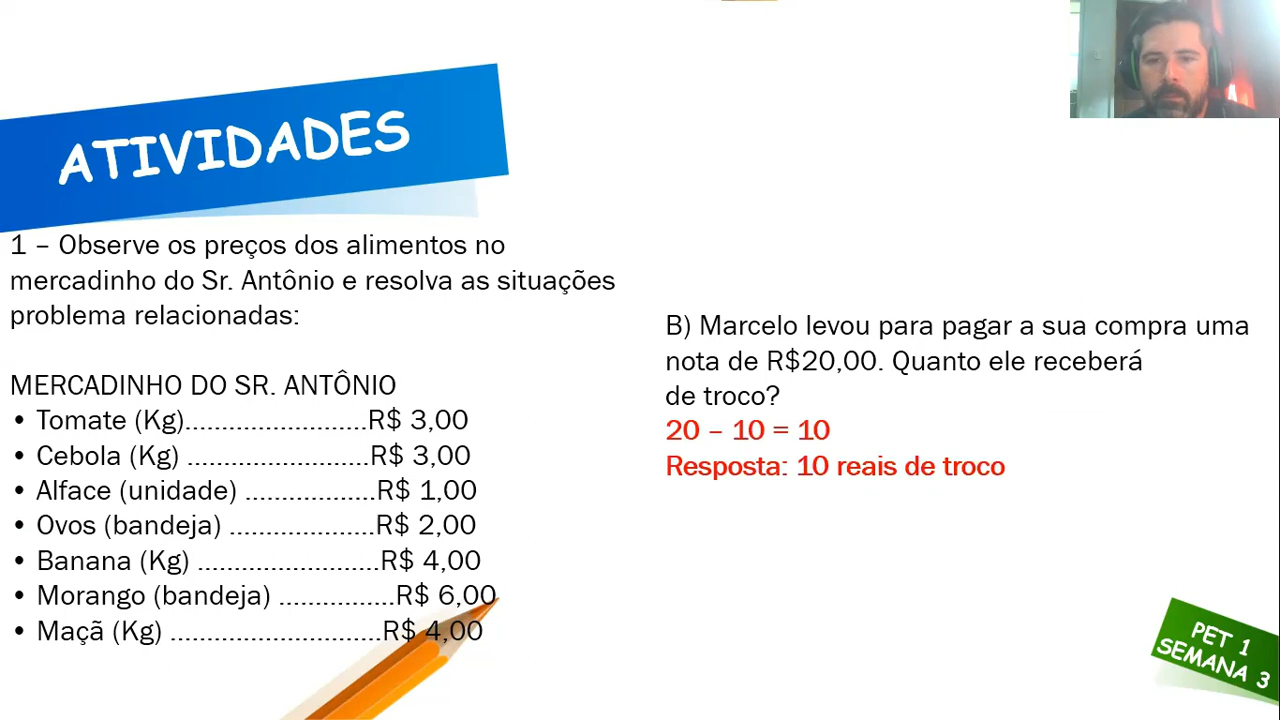 ATIVIDADES
1 – Observe os preços dos alimentos no
mercadinho do Sr. Antônio e resolva as situações
problema relacionadas:
MERCADINHO DO SR. ANTÔNIO
• Tomate (Kg).........................R$ 3,00
• Cebola (Kg) .........................R$ 3,00
• Alface (unidade) ..................R$ 1,00
• Ovos (bandeja) ....................R$ 2,00
• Banana (Kg) .........................R$ 4,00
• Morango (bandeja) ................R$ 6,00
• Maçã (Kg) .............................R$ 4,00
B) Marcelo levou para pagar a sua compra uma
nota de R$20,00. Quanto ele receberá
de troco?
20 – 10 = 10
Resposta: 10 reais de troco
PET 1
SEMANA 3